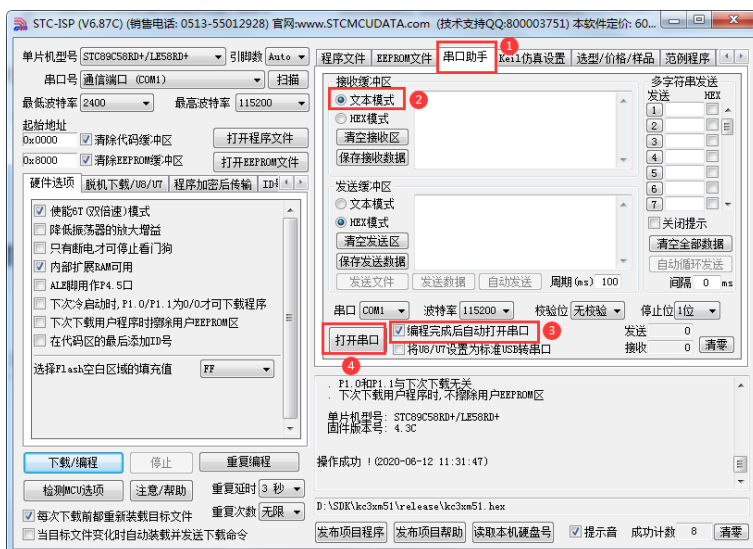 STC-ISP (V6.87C) (销售电话: 0513-55012928) 官网:www.STCMCUDATA.com (技术支持QQ:800003751) 本软件定价: 60...
单片机型号 STC89C58RD+/LE58RD+ 引脚数 Auto
串口号 通信端口 (COM1) 扫描
最低波特率 2400 最高波特率 115200
起始地址
0x0000 清除代码缓冲区 打开程序文件
0x8000 清除EEPROM缓冲区 打开EEPROM文件
硬件选项 脱机下载/U8/U7 程序加密后传输
使能6T(双倍速)模式
降低振荡器的放大增益
只有断电才可停止看门狗
内部扩展RAM可用
ALE脚用作P4.5口
下次冷启动时,P1.0/P1.1为0/0才可下载程序
下次下载用户程序时擦除用户EEPROM区
在代码区的最后添加ID号
选择Flash空白区域的填充值 FF
下载/编程 停止 重复编程
检测MCU选项 注意/帮助 重复延时 3 秒
每次下载前都重新装载目标文件 重复次数 无限
当目标文件变化时自动装载并发送下载命令
程序文件 EEPROM文件 串口助手 Keil仿真设置 选型/价格/样品 范例程序
1
接收缓冲区
文本模式 2
HEX模式
清空接收区
保存接收数据
发送缓冲区
文本模式
HEX模式
清空发送区
保存发送数据
发送文件 发送数据 自动发送 周期(ms) 100
多字符串发送
发送 HEX
1
2
3
4
5
6
7
关闭提示
清空全部数据
自动循环发送
间隔 0 ms
串口 COM1 波特率 115200 校验位 无校验 停止位 1位
打开串口 编程完成后自动打开串口 3 发送 0
将U8/U7设置为标准USB转串口 接收 0 清零
4
. P1.0和P1.1与下次下载无关
. 下次下载用户程序时,不擦除用户EEPROM区
单片机型号: STC89C58RD+/LE58RD+
固件版本号: 4.3C
操作成功 !(2020-06-12 11:31:47)
D:\SDK\kc3xm51\release\kc3xm51.hex
发布项目程序 发布项目帮助 读取本机硬盘号 提示音 成功计数 8 清零